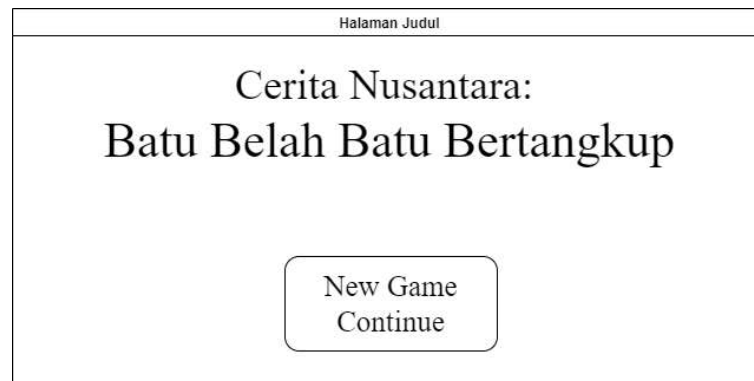 Halaman Judul
Cerita Nusantara:
Batu Belah Batu Bertangkup
New Game
Continue